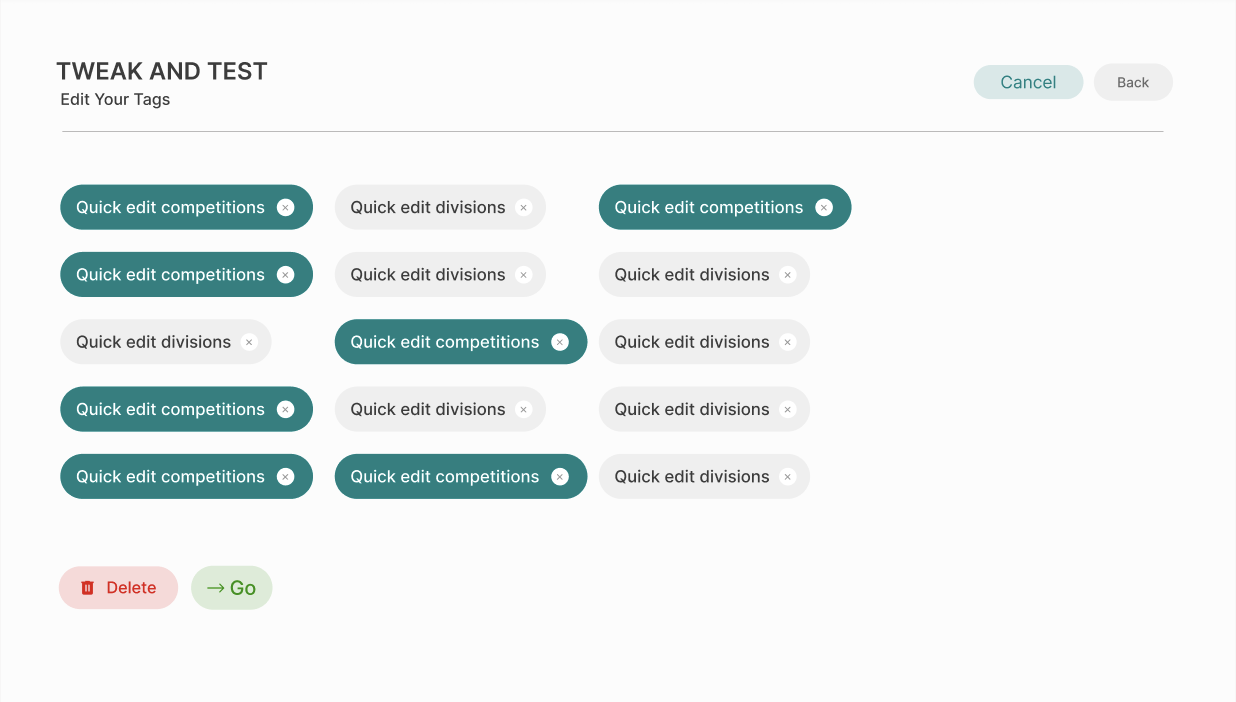 TWEAK AND TEST
Edit Your Tags
Cancel Back
Quick edit competitions Quick edit divisions Quick edit competitions
Quick edit competitions Quick edit divisions Quick edit divisions
Quick edit divisions Quick edit competitions Quick edit divisions
Quick edit competitions Quick edit divisions Quick edit divisions
Quick edit competitions Quick edit competitions Quick edit divisions
Delete → Go